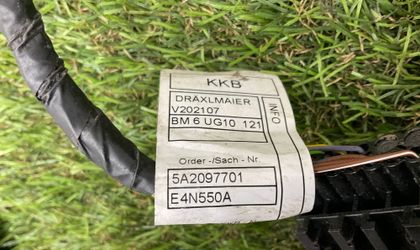 KKB
DRÄXLMAIER
V202107
BM 6 UG10 121
INFO
Order -/Sach - Nr.
5A2097701
E4N550A